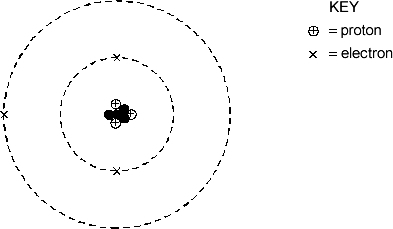 KEY
⊕ = proton
× = electron